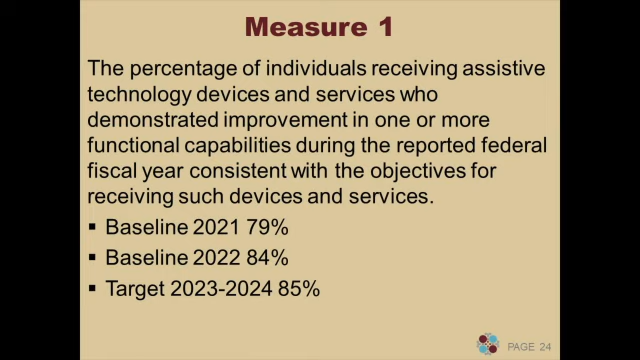 Measure 1
The percentage of individuals receiving assistive
technology devices and services who
demonstrated improvement in one or more
functional capabilities during the reported federal
fiscal year consistent with the objectives for
receiving such devices and services.
▪ Baseline 2021 79%
▪ Baseline 2022 84%
▪ Target 2023-2024 85%
PAGE 24